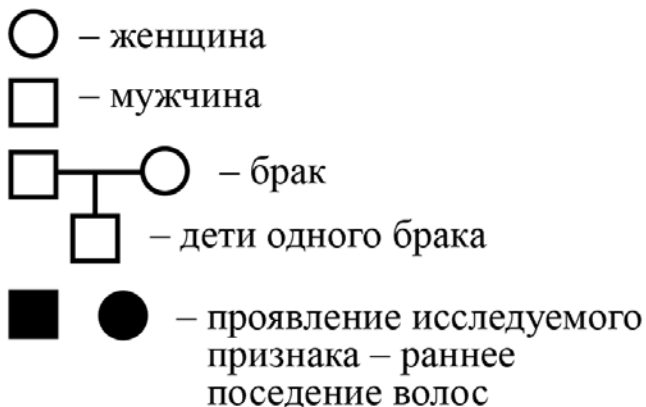 – женщина
– мужчина
– брак
– дети одного брака
– проявление исследуемого
признака – раннее
поседение волос